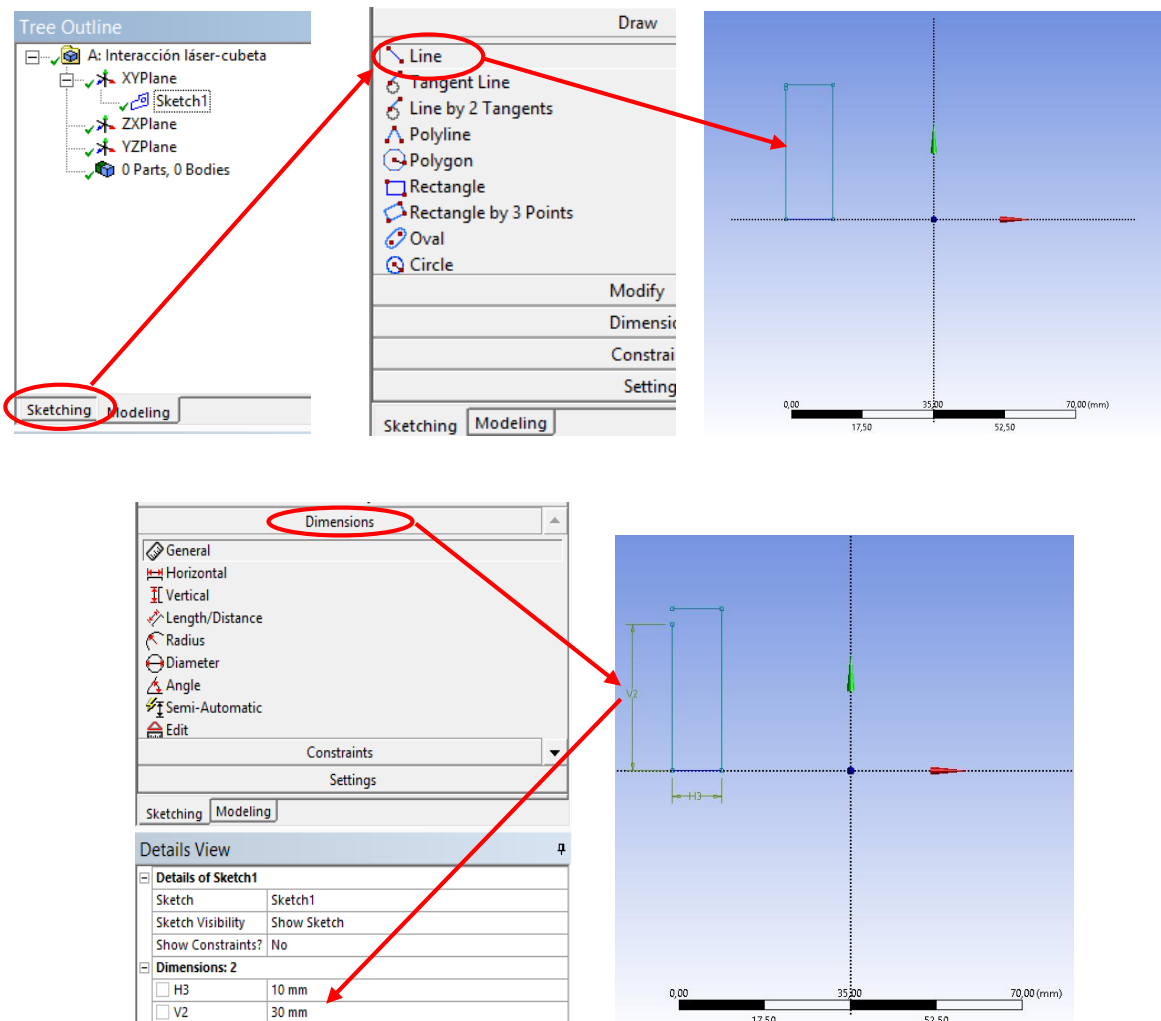 Tree Outline
A: Interacción láser-cubeta
XYPlane
Sketch1
ZXPlane
YZPlane
0 Parts, 0 Bodies
Sketching Modeling
Draw
Line
Tangent Line
Line by 2 Tangents
Polyline
Polygon
Rectangle
Rectangle by 3 Points
Oval
Circle
Modify
Dimensio
Constrai
Setting
Sketching Modeling
0,00 35,00 70,00 (mm)
17,50 52,50
Dimensions
General
Horizontal
Vertical
Length/Distance
Radius
Diameter
Angle
Semi-Automatic
Edit
Constraints
Settings
Sketching Modeling
Details View
Details of Sketch1
Sketch Sketch1
Sketch Visibility Show Sketch
Show Constraints? No
Dimensions: 2
H3 10 mm
V2 30 mm
V2
H3
0,00 35,00 70,00 (mm)
17,50 52,50